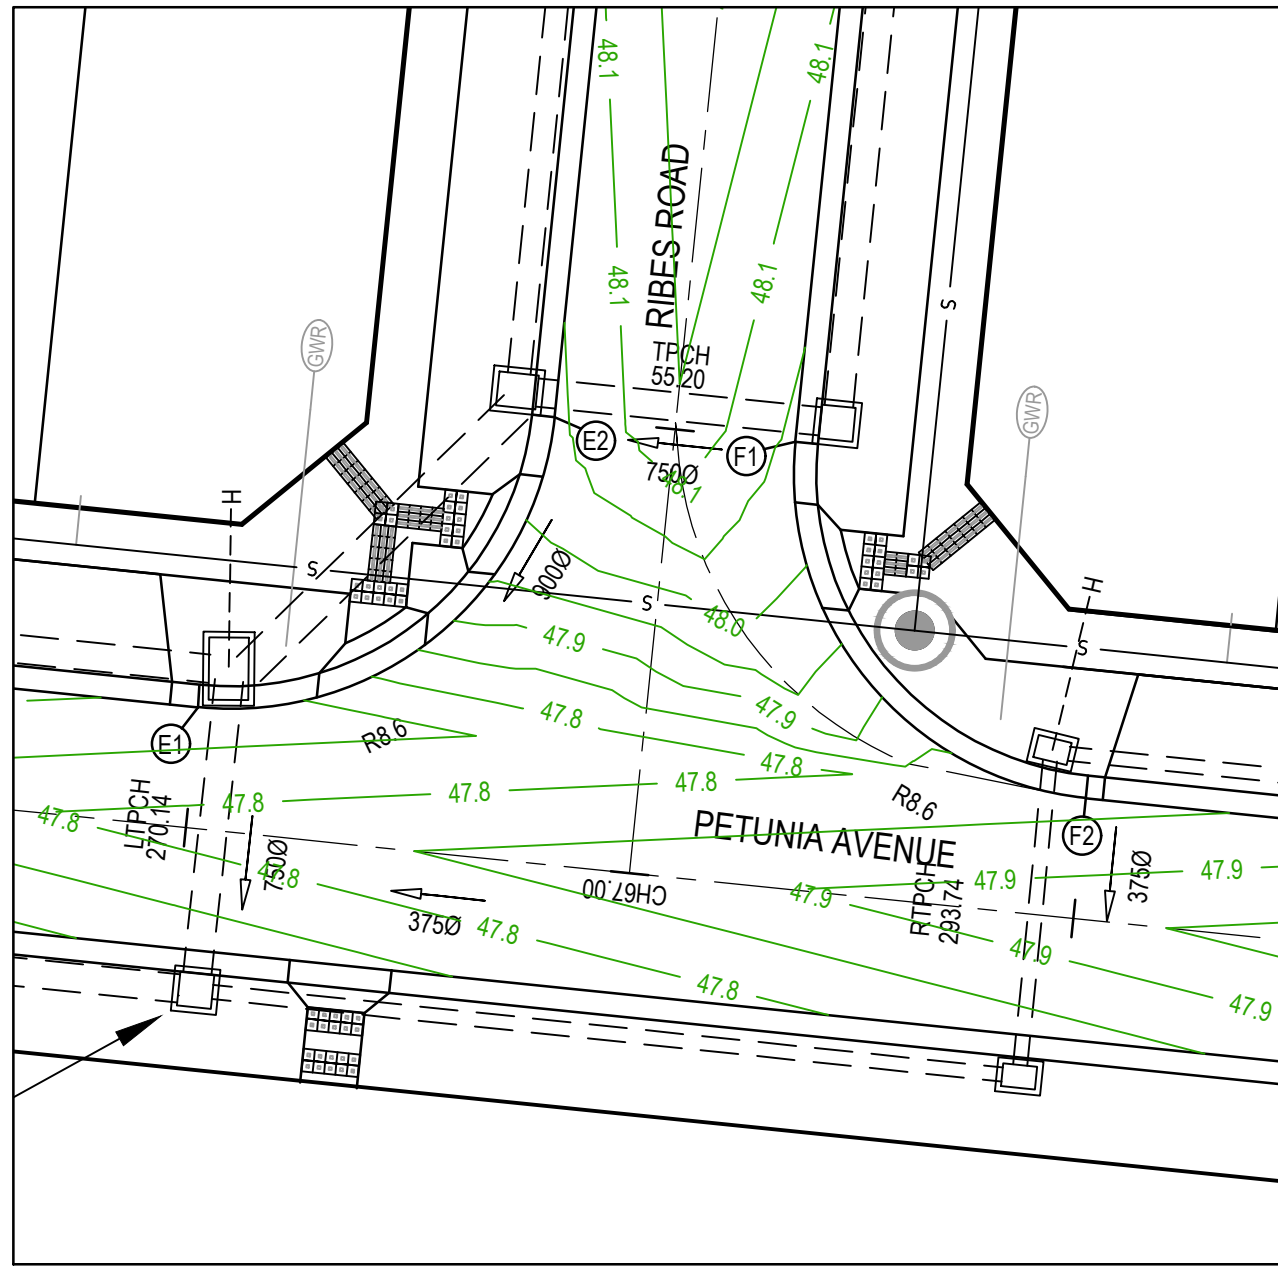 48.1
48.1
RIBES ROAD
48.1
48.1
S
GWR
TPCH
55.20
GWR
E2
F1
750Ø
48.1
H
900Ø
S
S
H
48.0
47.9
S
47.8
47.9
R8.6
E1
47.8
47.8
47.8
47.8
R8.6
LTPCH
270.14
47.8
PETUNIA AVENUE
F2
750Ø
47.8
CH67.00
47.9
RTPCH
293.74
47.9
47.9
375Ø
375Ø
47.8
47.9
47.8
47.9